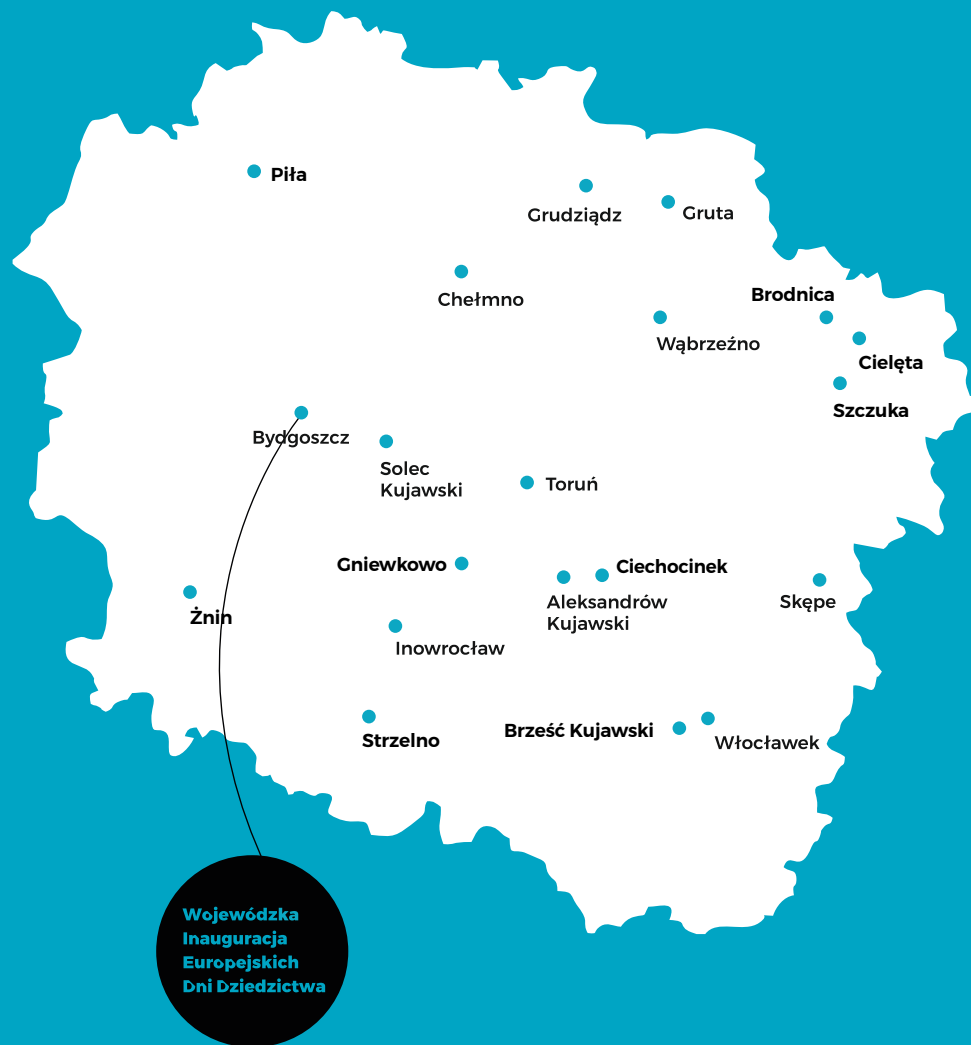 Piła
Grudziądz
Gruta
Chełmno
Brodnica
Wąbrzeźno
Cielęta
Szczuka
Bydgoszcz
Solec
Kujawski
Toruń
Gniewkowo
Ciechocinek
Aleksandrów
Kujawski
Skępe
Żnin
Inowrocław
Strzelno
Brześć Kujawski
Włocławek
Wojewódzka
Inauguracja
Europejskich
Dni Dziedzictwa